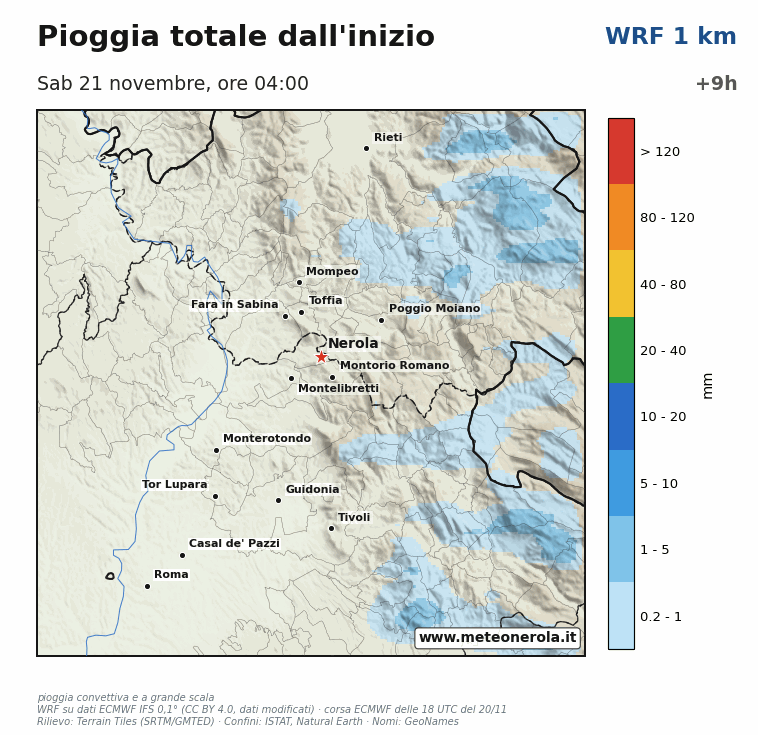 Pioggia totale dall'inizio
WRF 1 km
Sab 21 novembre, ore 04:00
+9h
Rieti
Mompeo
Toffia
Fara in Sabina
Poggio Moiano
Nerola
Montorio Romano
Montelibretti
Monterotondo
Tor Lupara
Guidonia
Tivoli
Casal de' Pazzi
Roma
www.meteonerola.it
> 120
80 - 120
40 - 80
20 - 40
10 - 20
5 - 10
1 - 5
0.2 - 1
mm
pioggia convettiva e a grande scala
WRF su dati ECMWF IFS 0,1° (CC BY 4.0, dati modificati) · corsa ECMWF delle 18 UTC del 20/11
Rilievo: Terrain Tiles (SRTM/GMTED) · Confini: ISTAT, Natural Earth · Nomi: GeoNames